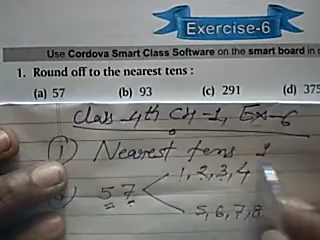 Exercise-6
Use Cordova Smart Class Software on the smart board in
1. Round off to the nearest tens :
(a) 57 (b) 93 (c) 291 (d) 375
Class 4th CH-1, EX-6
1) Nearest tens
1, 2, 3, 4
a) 57
5, 6, 7, 8